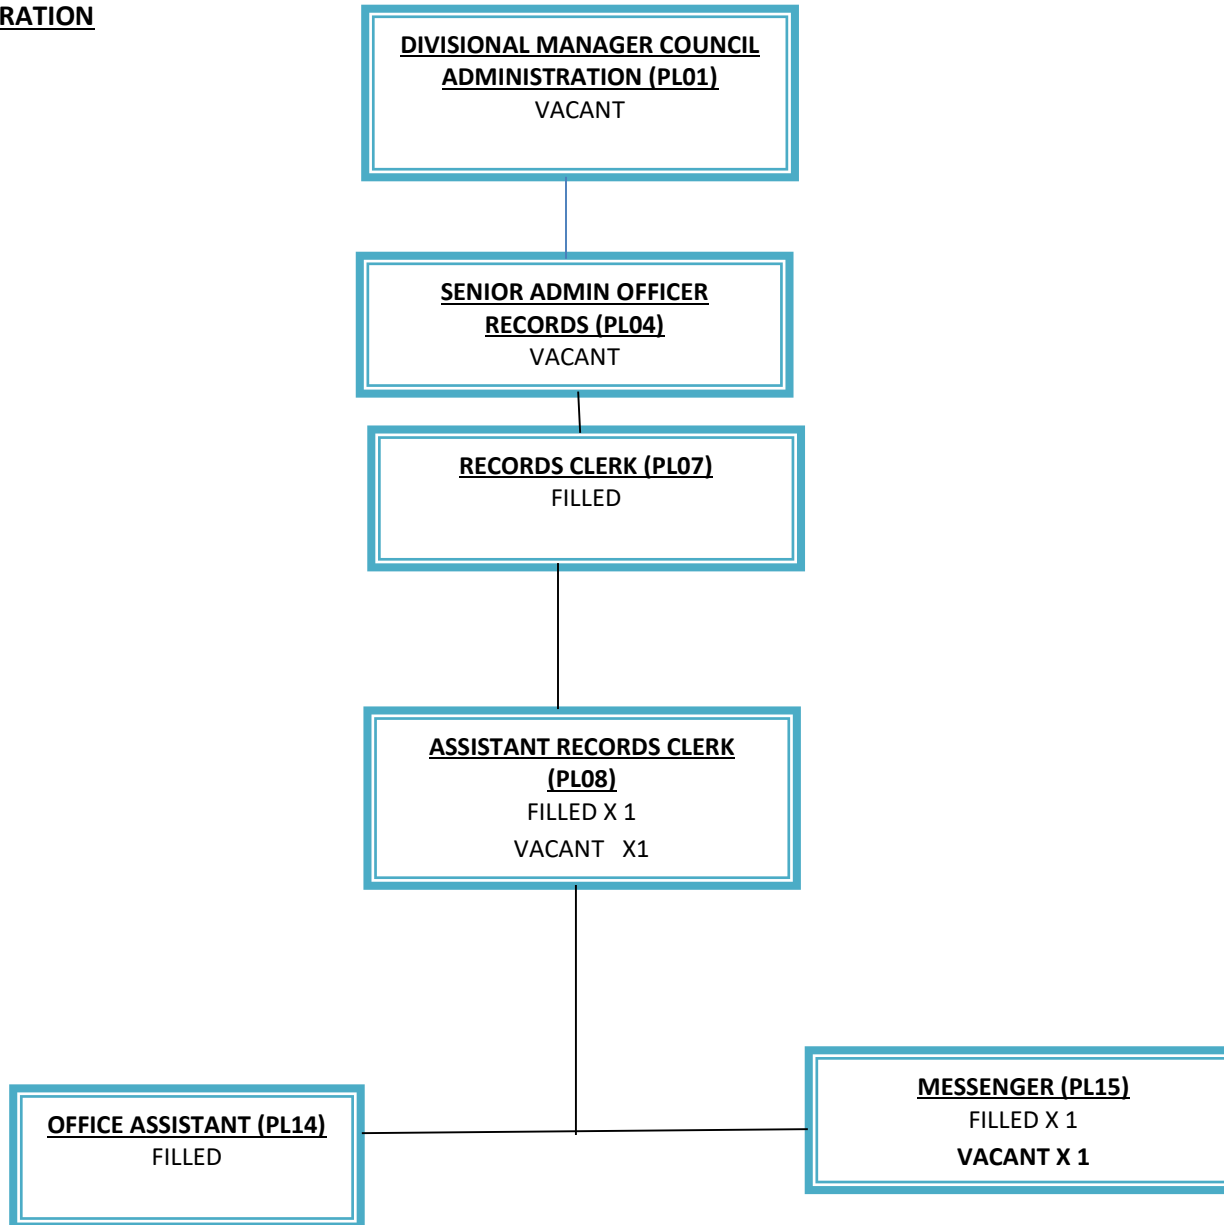 RATION
DIVISIONAL MANAGER COUNCIL
ADMINISTRATION (PL01)
VACANT
SENIOR ADMIN OFFICER
RECORDS (PL04)
VACANT
RECORDS CLERK (PL07)
FILLED
ASSISTANT RECORDS CLERK
(PL08)
FILLED X 1
VACANT   X1
OFFICE ASSISTANT (PL14)
FILLED
MESSENGER (PL15)
FILLED X 1
VACANT X 1